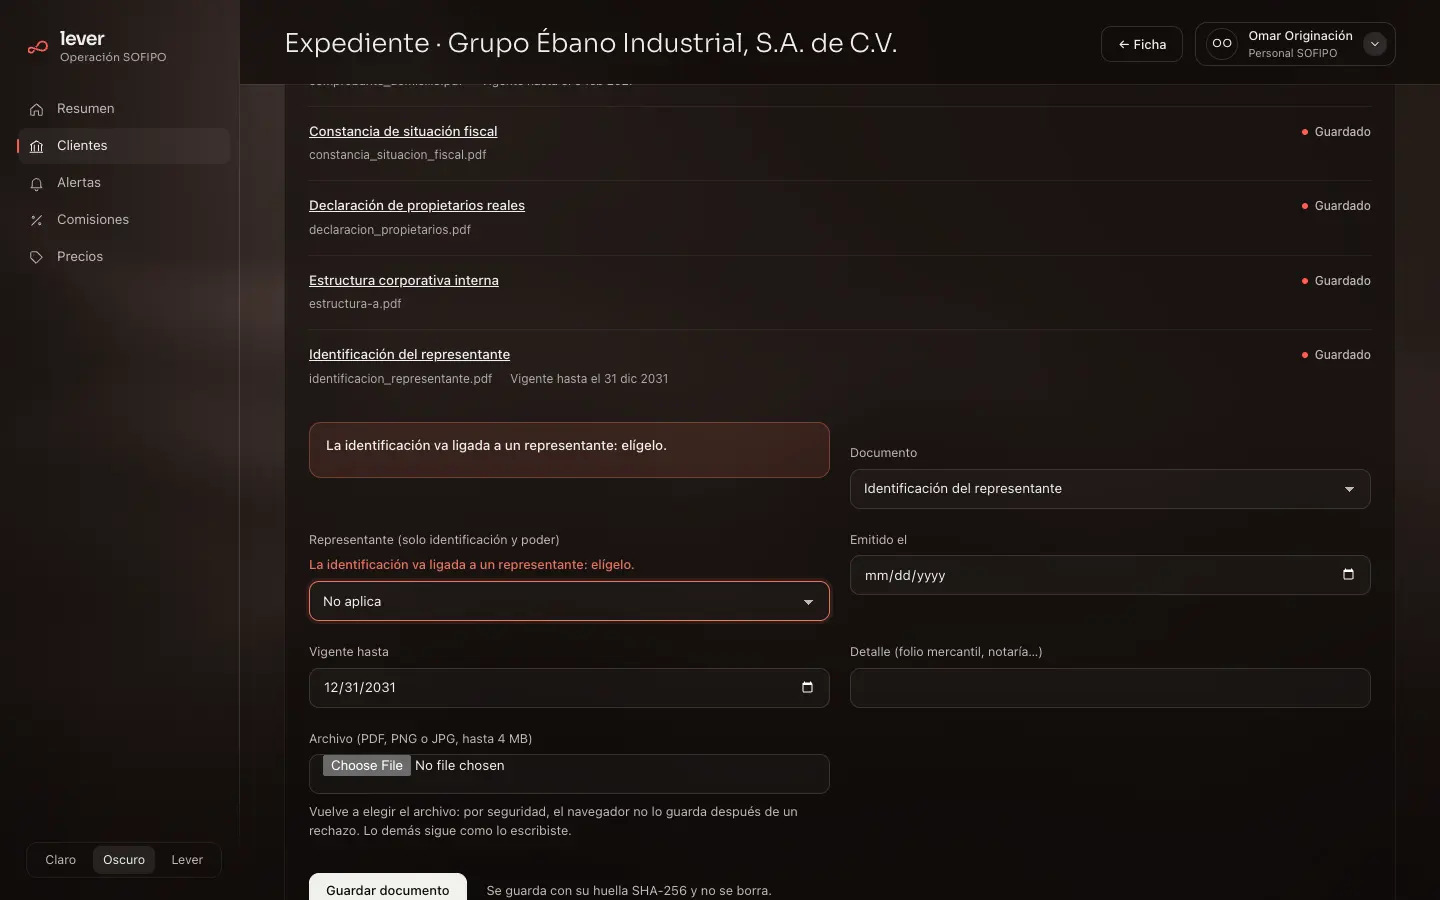 lever
Operación SOFIPO
Expediente · Grupo Ébano Industrial, S.A. de C.V.
← Ficha
OO
Omar Originación
Personal SOFIPO
Resumen
Clientes
Alertas
Comisiones
Precios
Constancia de situación fiscal
Guardado
constancia_situacion_fiscal.pdf
Declaración de propietarios reales
Guardado
declaracion_propietarios.pdf
Estructura corporativa interna
Guardado
estructura-a.pdf
Identificación del representante
Guardado
identificacion_representante.pdf Vigente hasta el 31 dic 2031
La identificación va ligada a un representante: elígelo.
Documento
Identificación del representante
Representante (solo identificación y poder)
La identificación va ligada a un representante: elígelo.
No aplica
Emitido el
mm/dd/yyyy
Vigente hasta
12/31/2031
Detalle (folio mercantil, notaría...)
Archivo (PDF, PNG o JPG, hasta 4 MB)
Choose File No file chosen
Vuelve a elegir el archivo: por seguridad, el navegador no lo guarda después de un
rechazo. Lo demás sigue como lo escribiste.
Guardar documento
Se guarda con su huella SHA-256 y no se borra.
Claro
Oscuro
Lever